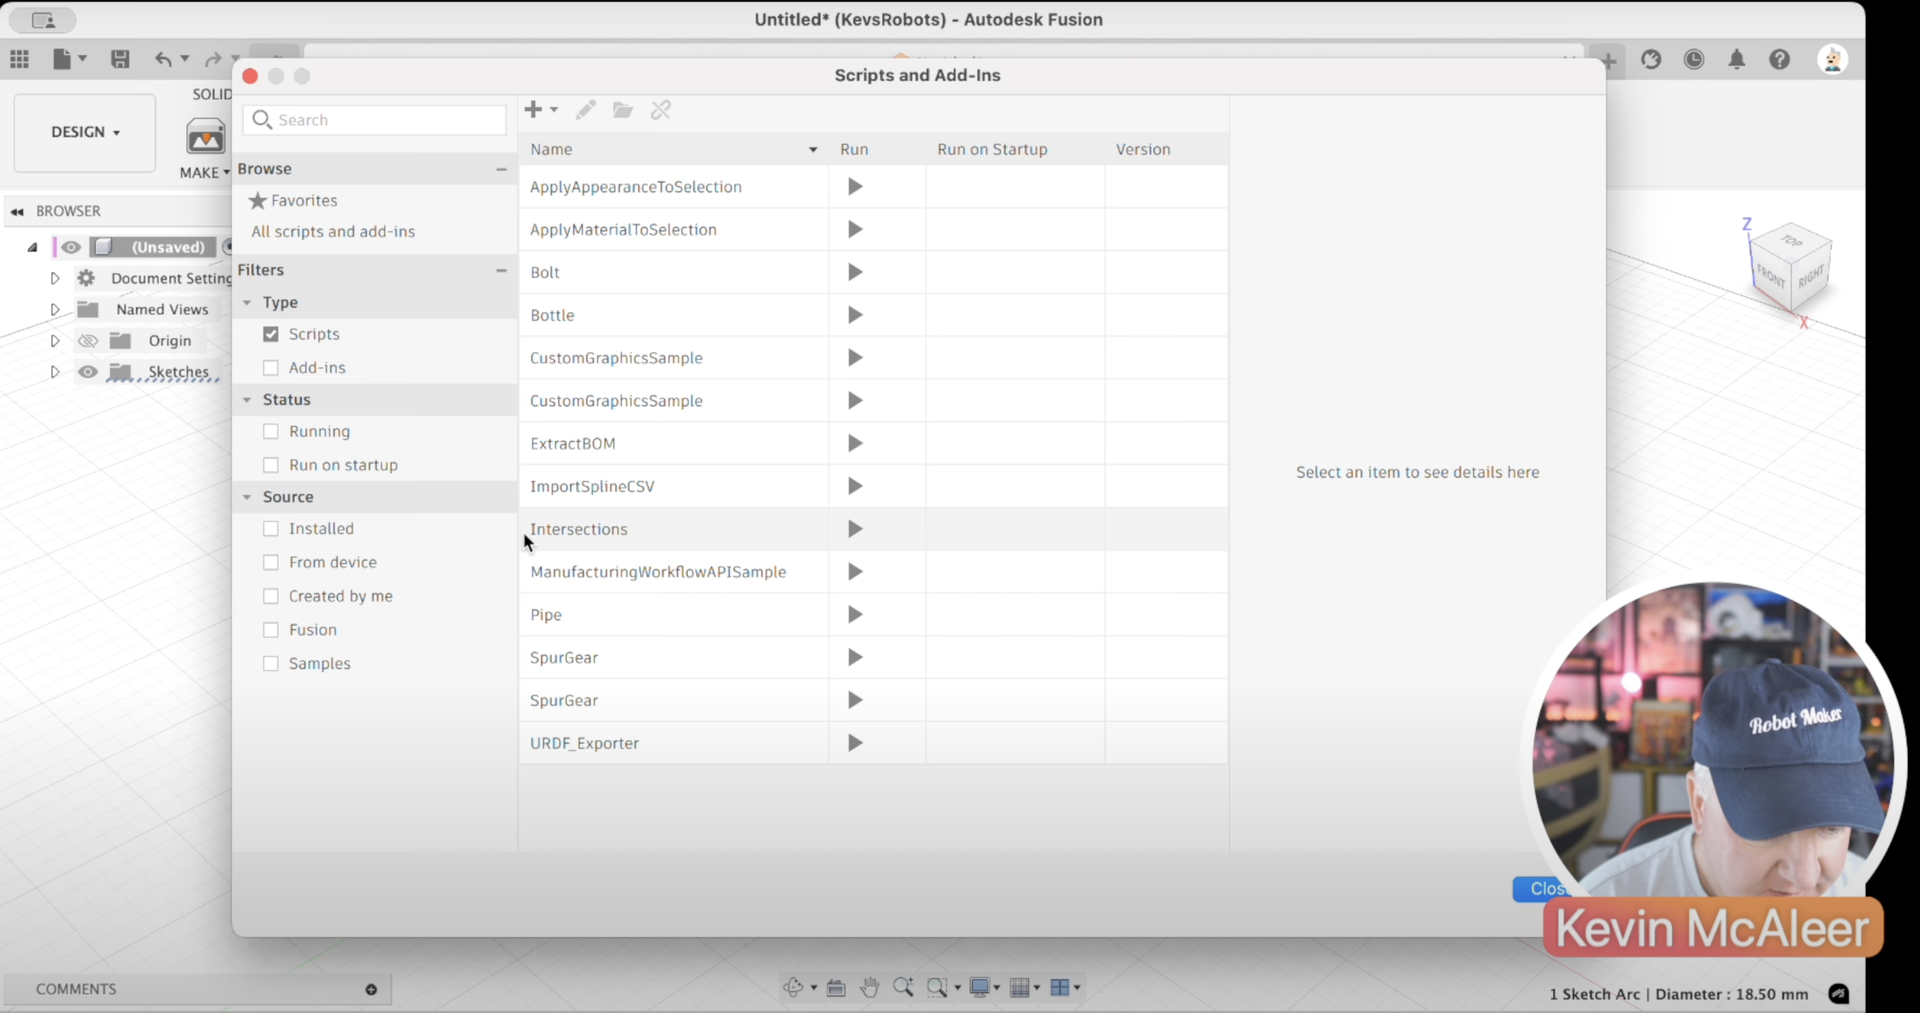 Untitled* (KevsRobots) - Autodesk Fusion
Scripts and Add-Ins
SOLID
DESIGN
MAKE
BROWSER
(Unsaved)
Document Setting
Named Views
Origin
Sketches
Search
Browse
Favorites
All scripts and add-ins
Filters
Type
Scripts
Add-ins
Status
Running
Run on startup
Source
Installed
From device
Created by me
Fusion
Samples
Name Run Run on Startup Version
ApplyAppearanceToSelection
ApplyMaterialToSelection
Bolt
Bottle
CustomGraphicsSample
CustomGraphicsSample
ExtractBOM
ImportSplineCSV
Intersections
ManufacturingWorkflowAPISample
Pipe
SpurGear
SpurGear
URDF_Exporter
Select an item to see details here
Z
TOP
FRONT
RIGHT
X
Robot Maker
Clos
Kevin McAleer
COMMENTS
1 Sketch Arc | Diameter : 18.50 mm